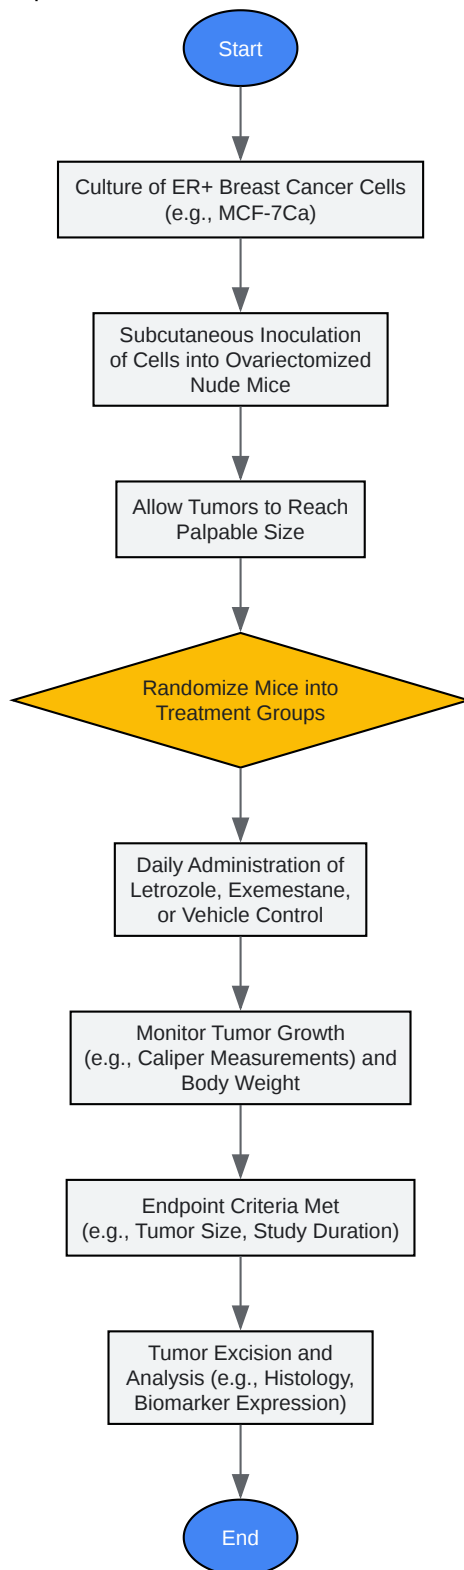 Start
Culture of ER+ Breast Cancer Cells
(e.g., MCF-7Ca)
Subcutaneous Inoculation
of Cells into Ovariectomized
Nude Mice
Allow Tumors to Reach
Palpable Size
Randomize Mice into
Treatment Groups
Daily Administration of
Letrozole, Exemestane,
or Vehicle Control
Monitor Tumor Growth
(e.g., Caliper Measurements) and
Body Weight
Endpoint Criteria Met
(e.g., Tumor Size, Study Duration)
Tumor Excision and
Analysis (e.g., Histology,
Biomarker Expression)
End